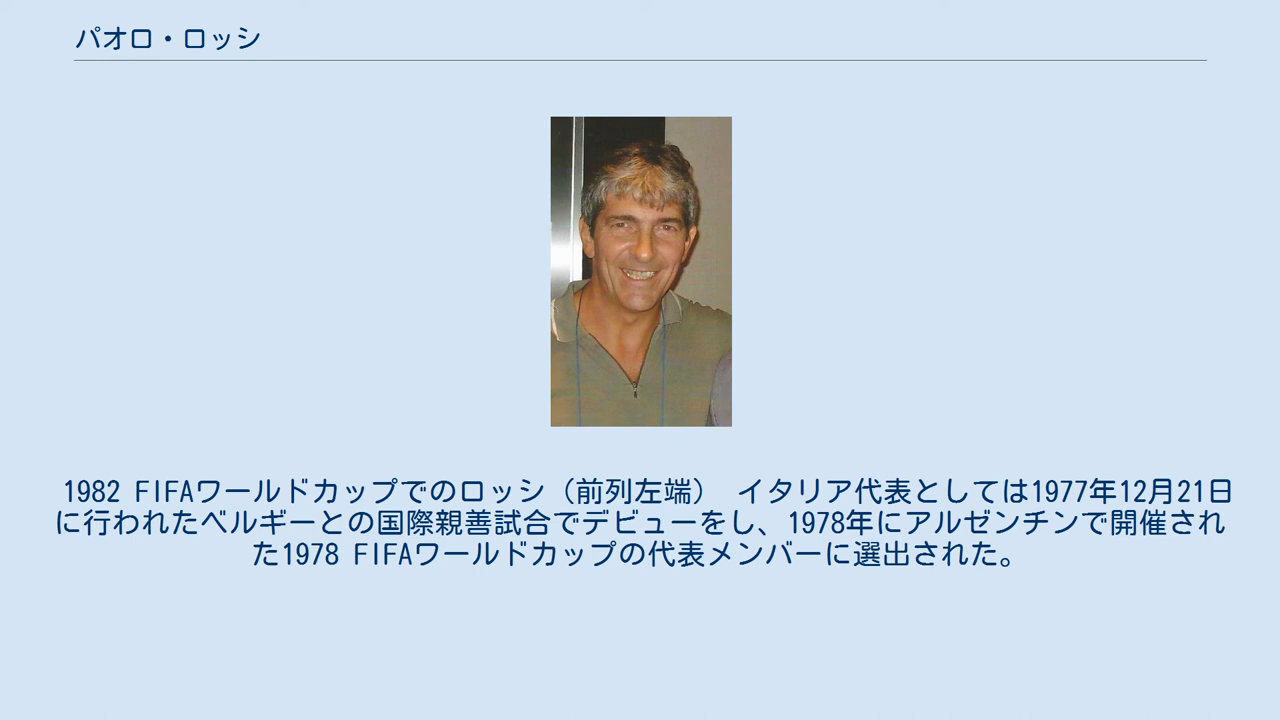 パオロ・ロッシ
1982 FIFAワールドカップでのロッシ（前列左端） イタリア代表としては1977年12月21日
に行われたベルギーとの国際親善試合でデビューをし、1978年にアルゼンチンで開催され
た1978 FIFAワールドカップの代表メンバーに選出された。